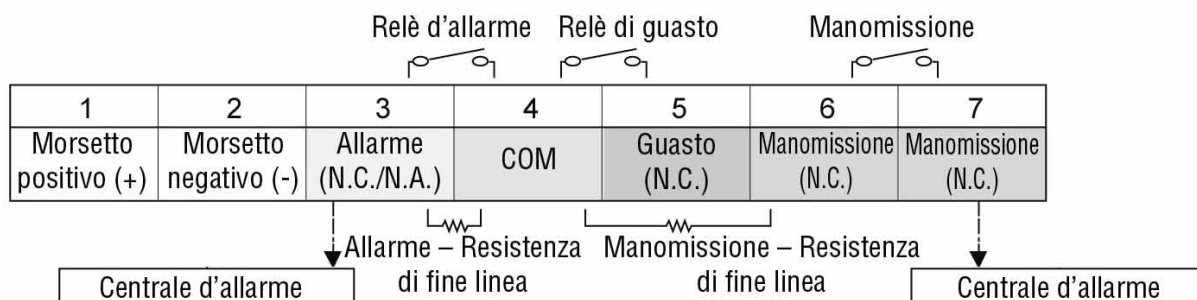 Relè d’allarme Relè di guasto Manomissione
1 2 3 4 5 6 7
Morsetto positivo (+)
Morsetto negativo (-)
Allarme (N.C./N.A.)
COM
Guasto (N.C.)
Manomissione (N.C.)
Manomissione (N.C.)
Allarme – Resistenza
di fine linea
Manomissione – Resistenza
di fine linea
Centrale d’allarme
Centrale d’allarme